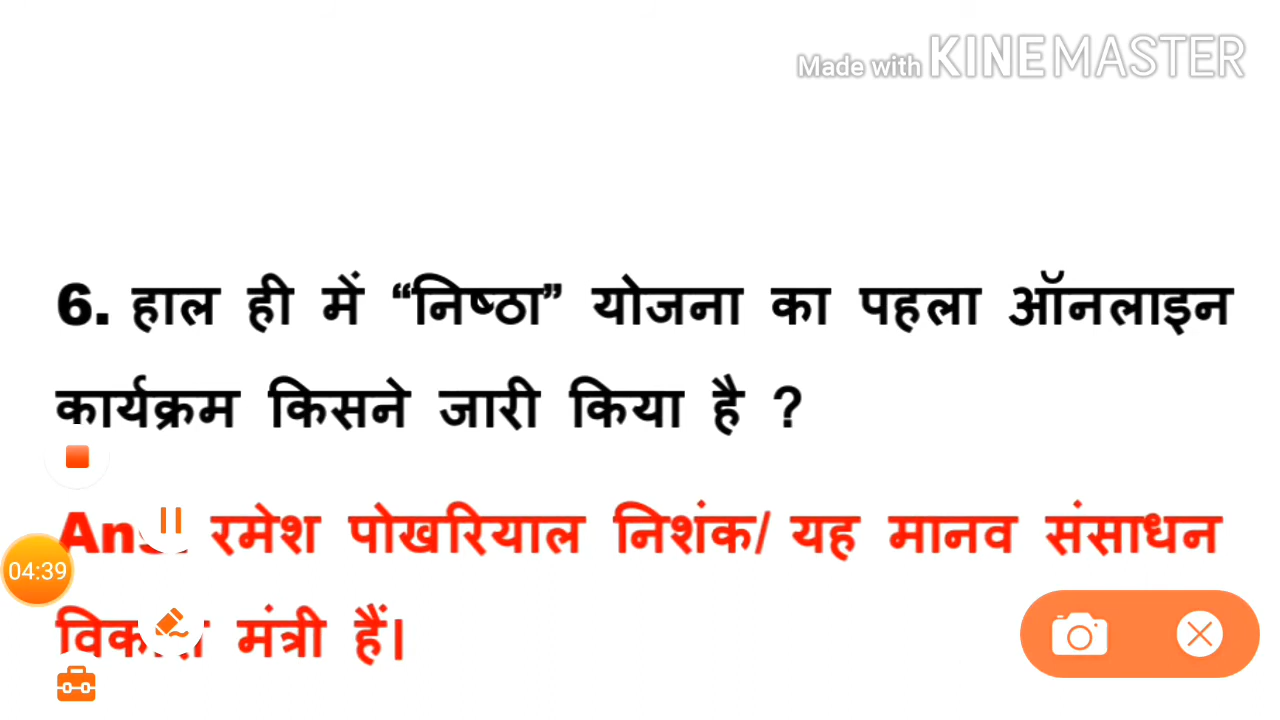 Made with KINEMASTER
6. हाल ही में “निष्ठा” योजना का पहला ऑनलाइन
कार्यक्रम किसने जारी किया है ?
रमेश पोखरियाल निशंक/ यह मानव संसाधन
04:39
मंत्री हैं।